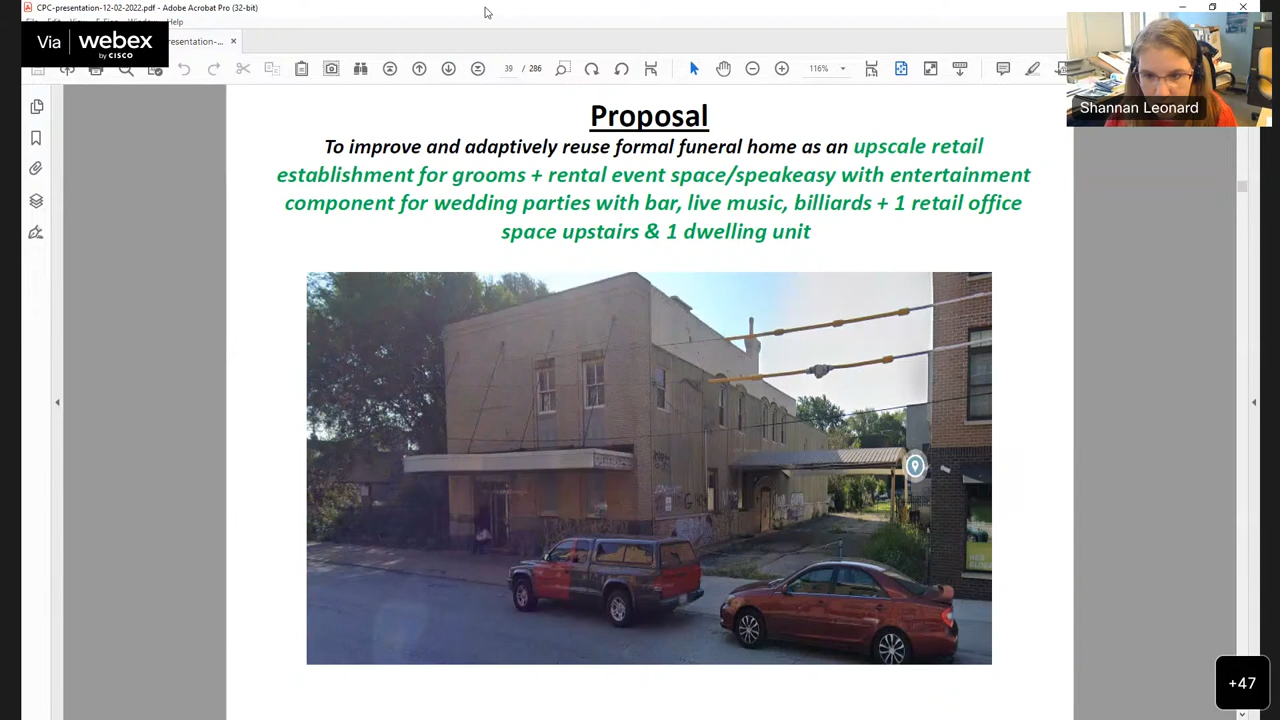 CPC-presentation-12-02-2022.pdf - Adobe Acrobat Pro (32-bit)
Help
Via webex
by CISCO
resentation-...
39 / 286
116%
Shannan Leonard
Proposal
To improve and adaptively reuse formal funeral home as an upscale retail
establishment for grooms + rental event space/speakeasy with entertainment
component for wedding parties with bar, live music, billiards + 1 retail office
space upstairs & 1 dwelling unit
+47